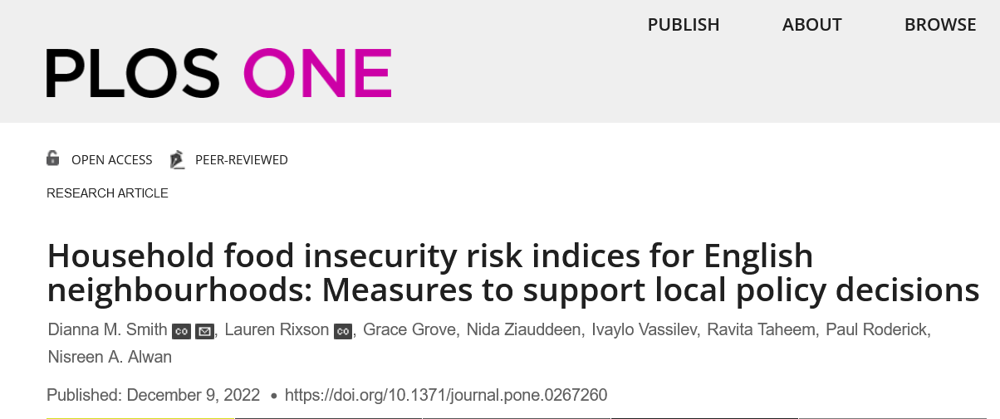 PUBLISH ABOUT BROWSE
PLOS ONE
OPEN ACCESS PEER-REVIEWED
RESEARCH ARTICLE
Household food insecurity risk indices for English
neighbourhoods: Measures to support local policy decisions
Dianna M. Smith co, Lauren Rixson co, Grace Grove, Nida Ziauddeen, Ivaylo Vassilev, Ravita Taheem, Paul Roderick,
Nisreen A. Alwan
Published: December 9, 2022 • https://doi.org/10.1371/journal.pone.0267260